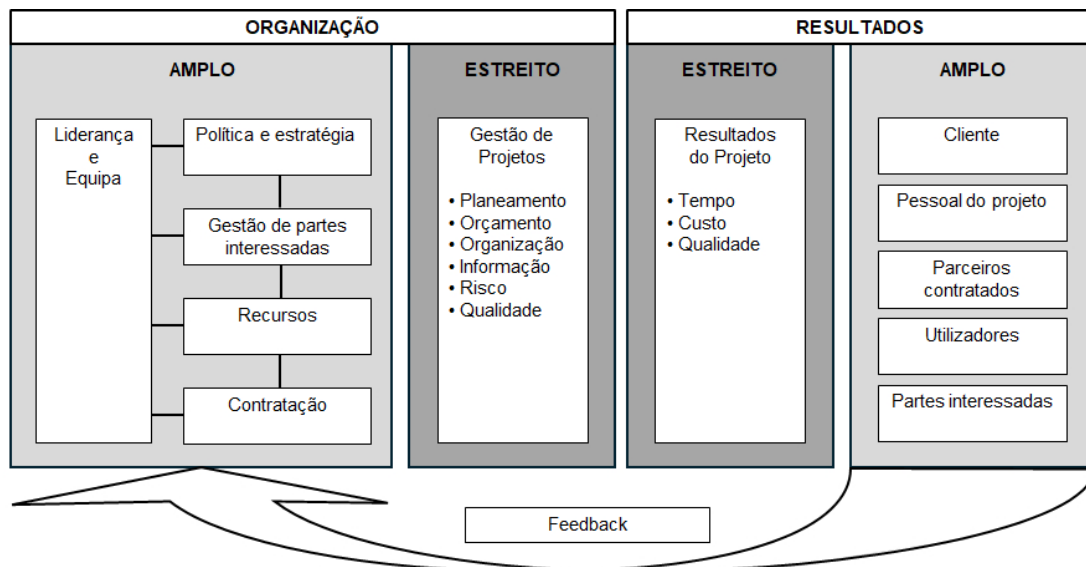 ORGANIZAÇÃO
RESULTADOS
AMPLO
ESTREITO
ESTREITO
AMPLO
Liderança
e
Equipa
Política e estratégia
Gestão de partes
interessadas
Recursos
Contratação
Gestão de
Projetos
• Planeamento
• Orçamento
• Organização
• Informação
• Risco
• Qualidade
Resultados
do Projeto
• Tempo
• Custo
• Qualidade
Cliente
Pessoal do projeto
Parceiros
contratados
Utilizadores
Partes interessadas
Feedback